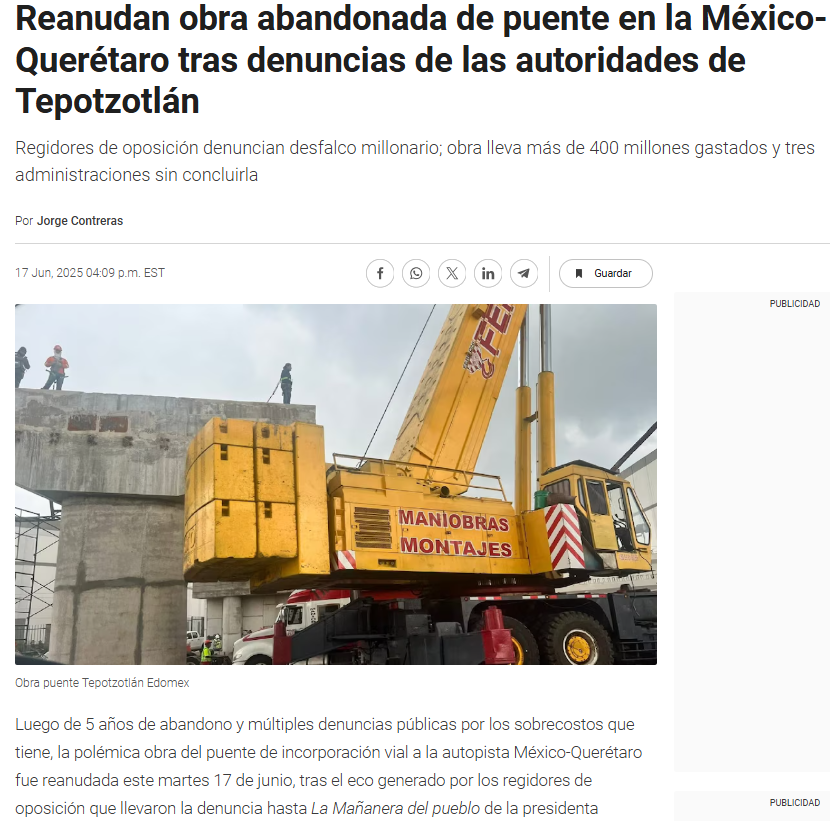 Reanudan obra abandonada de puente en la México-
Querétaro tras denuncias de las autoridades de
Tepotzotlán
Regidores de oposición denuncian desfalco millonario; obra lleva más de 400 millones gastados y tres
administraciones sin concluirla
Por Jorge Contreras
17 Jun, 2025 04:09 p.m. EST
Guardar
PUBLICIDAD
MANIOBRAS
MONTAJES
Obra puente Tepotzotlán Edomex
Luego de 5 años de abandono y múltiples denuncias públicas por los sobrecostos que
tiene, la polémica obra del puente de incorporación vial a la autopista México-Querétaro
fue reanudada este martes 17 de junio, tras el eco generado por los regidores de
oposición que llevaron la denuncia hasta La Mañanera del pueblo de la presidenta
PUBLICIDAD